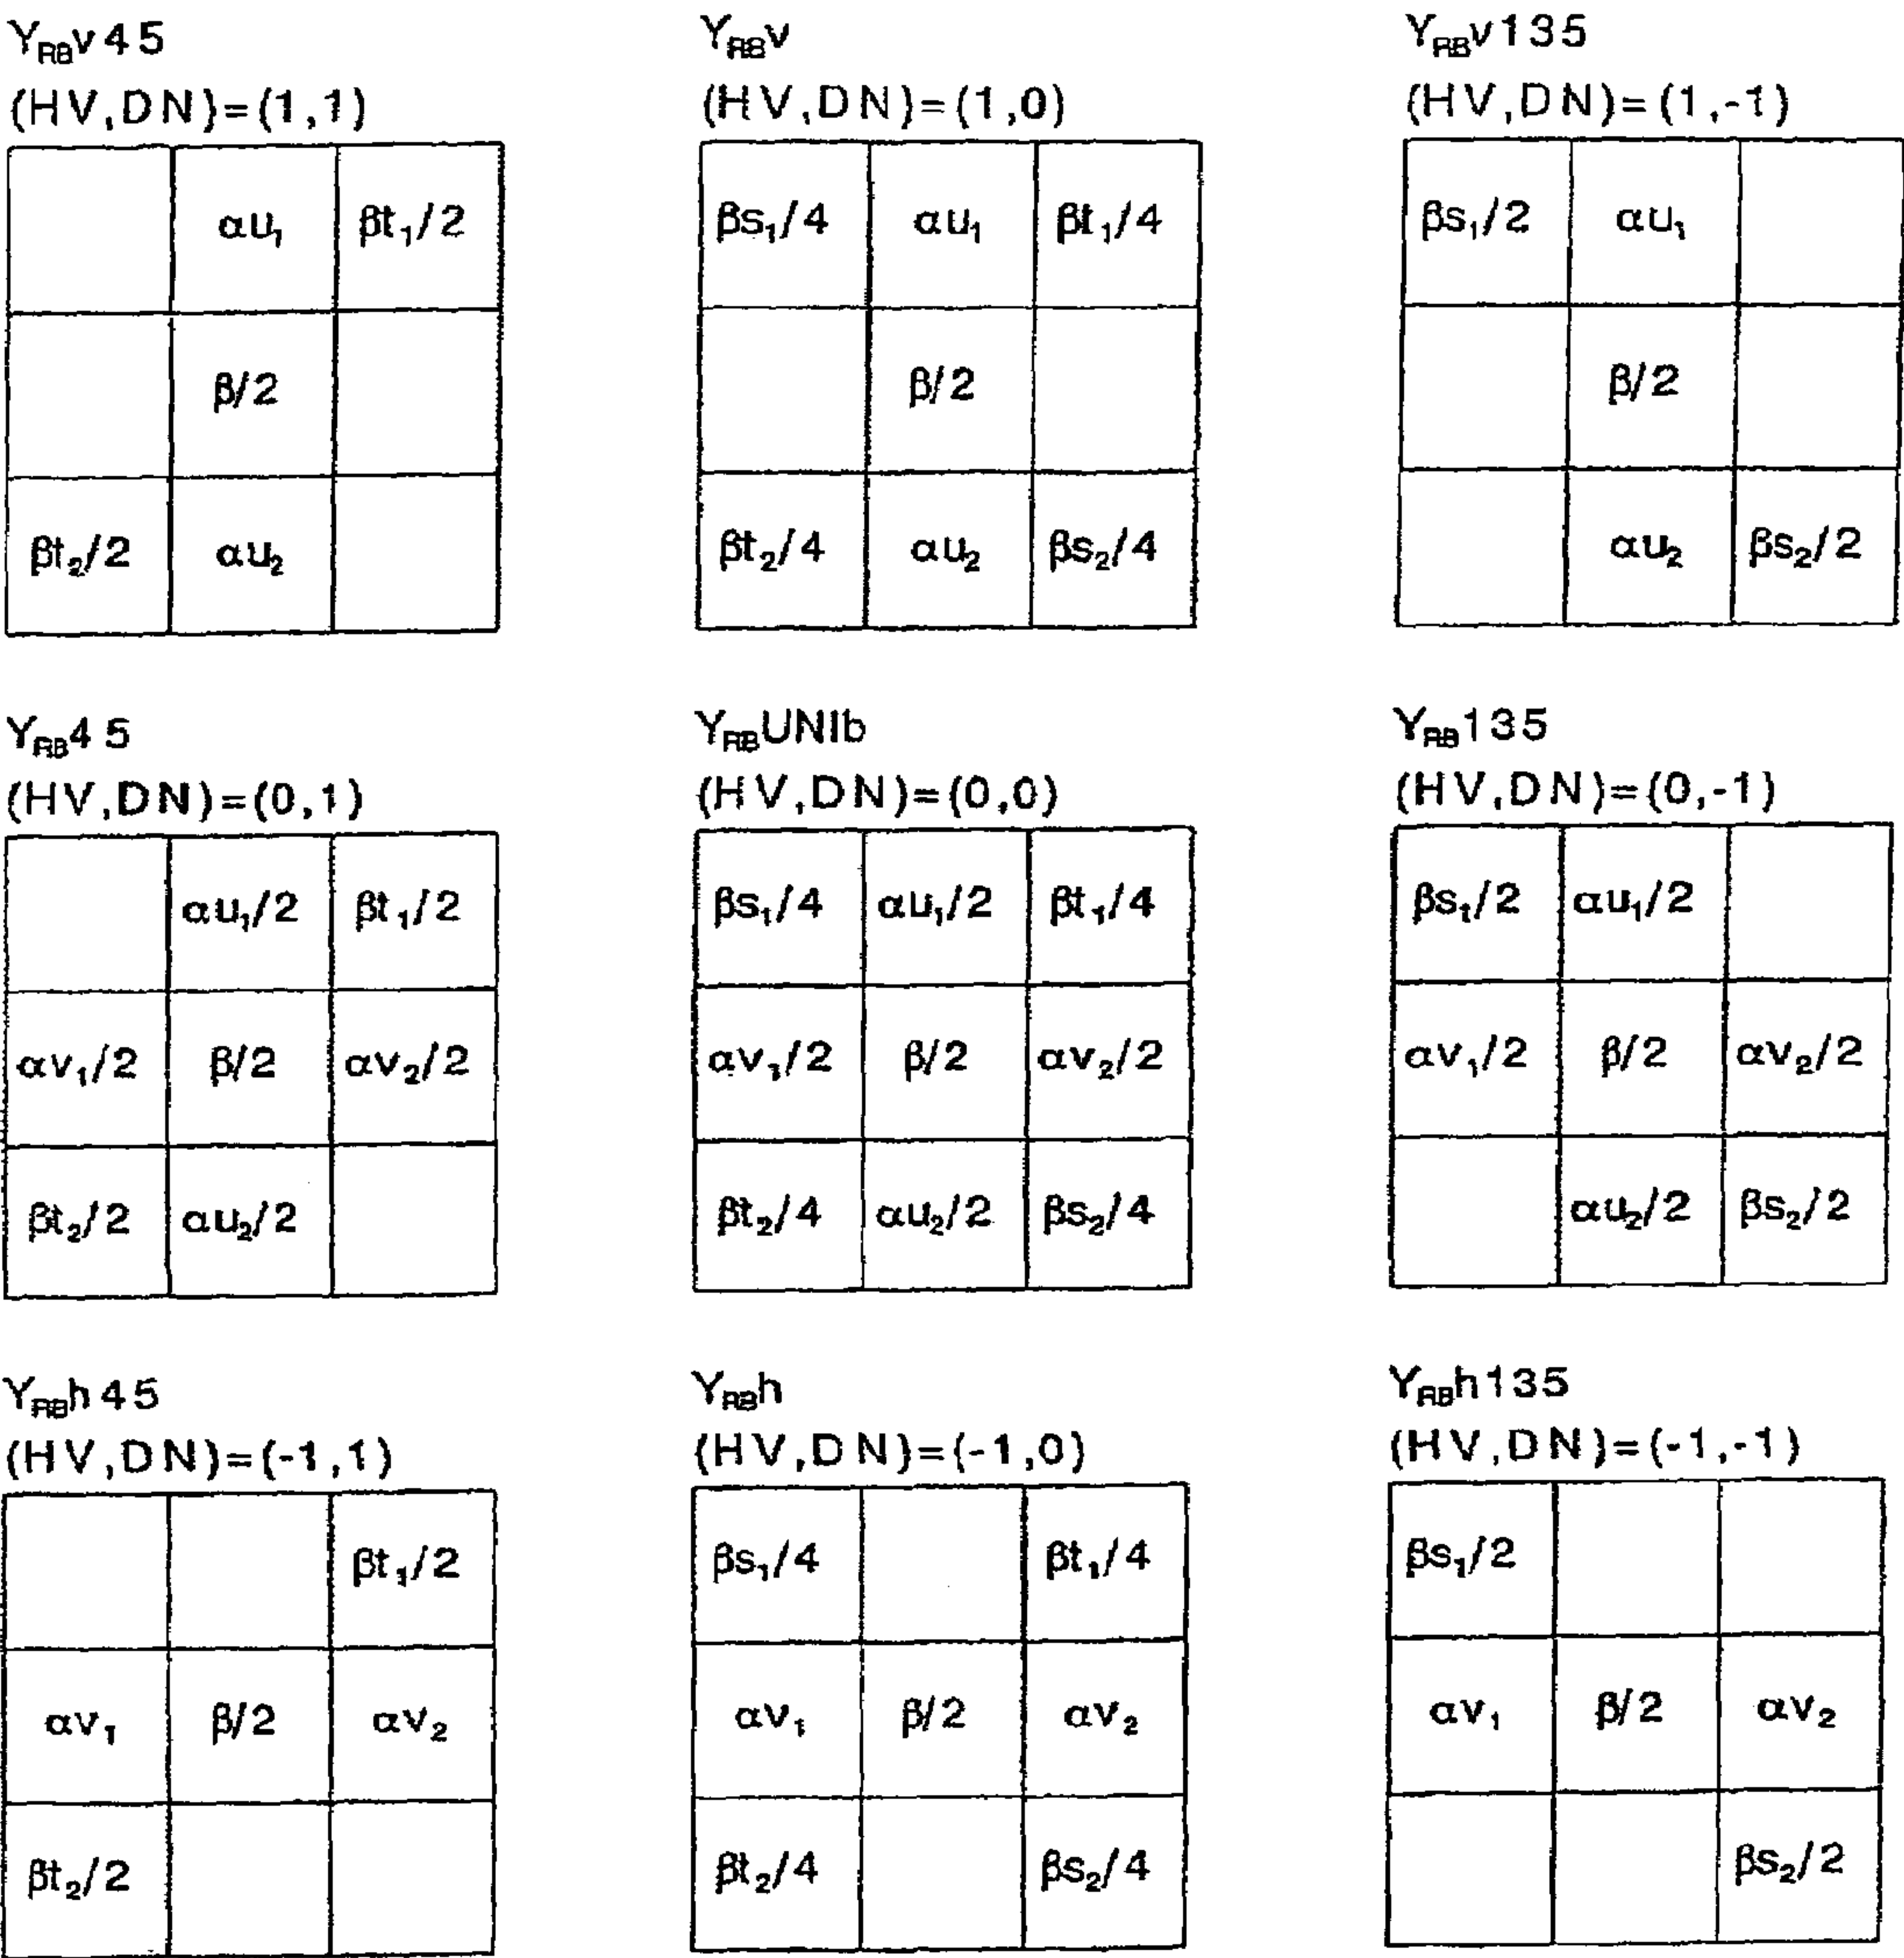 Y_RBv45 Y_RBv Y_RBv135
(HV,DN)=(1,1) (HV,DN)=(1,0) (HV,DN)=(1,-1)
αu₁ βt₁/2 βs₁/4 αu₁ βt₁/4 βs₁/2 αu₁
β/2 β/2 β/2
βt₂/2 αu₂ βt₂/4 αu₂ βs₂/4 αu₂ βs₂/2
Y_RB45 Y_RBUNIb Y_RB135
(HV,DN)=(0,1) (HV,DN)=(0,0) (HV,DN)=(0,-1)
αu₁/2 βt₁/2 βs₁/4 αu₁/2 βt₁/4 βs₁/2 αu₁/2
αv₁/2 β/2 αv₂/2 αv₁/2 β/2 αv₂/2 αv₁/2 β/2 αv₂/2
βt₂/2 αu₂/2 βt₂/4 αu₂/2 βs₂/4 αu₂/2 βs₂/2
Y_RBh45 Y_RBh Y_RBh135
(HV,DN)=(-1,1) (HV,DN)=(-1,0) (HV,DN)=(-1,-1)
βt₁/2 βs₁/4 βt₁/4 βs₁/2
αv₁ β/2 αv₂ αv₁ β/2 αv₂ αv₁ β/2 αv₂
βt₂/2 βt₂/4 βs₂/4 βs₂/2